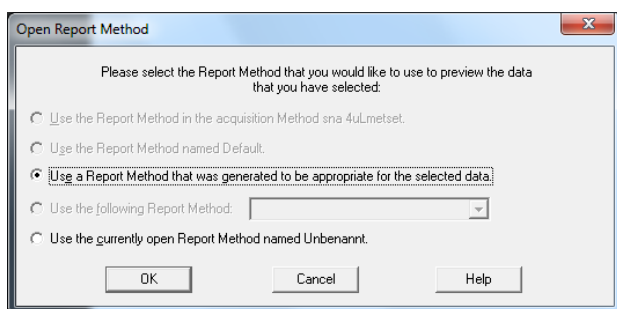 Open Report Method
Please select the Report Method that you would like to use to preview the data
that you have selected:
Use the Report Method in the acquisition Method sna 4uLmetset.
Use the Report Method named Default.
Use a Report Method that was generated to be appropriate for the selected data.
Use the following Report Method:
Use the currently open Report Method named Unbenannt.
OK Cancel Help